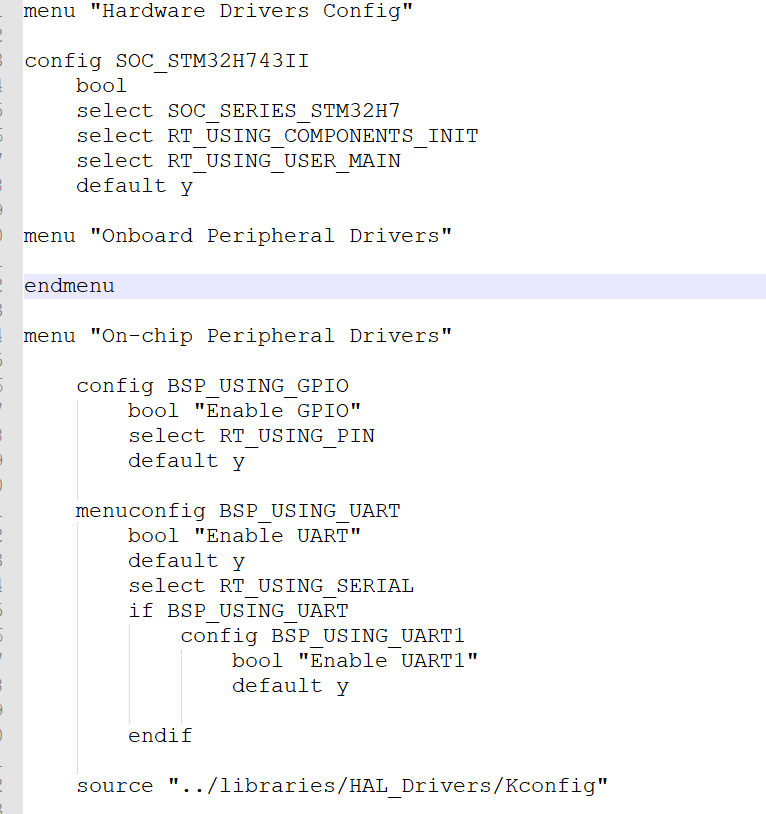 menu "Hardware Drivers Config"
config SOC_STM32H743II
bool
select SOC_SERIES_STM32H7
select RT_USING_COMPONENTS_INIT
select RT_USING_USER_MAIN
default y
menu "Onboard Peripheral Drivers"
endmenu
menu "On-chip Peripheral Drivers"
config BSP_USING_GPIO
bool "Enable GPIO"
select RT_USING_PIN
default y
menuconfig BSP_USING_UART
bool "Enable UART"
default y
select RT_USING_SERIAL
if BSP_USING_UART
config BSP_USING_UART1
bool "Enable UART1"
default y
endif
source "../libraries/HAL_Drivers/Kconfig"